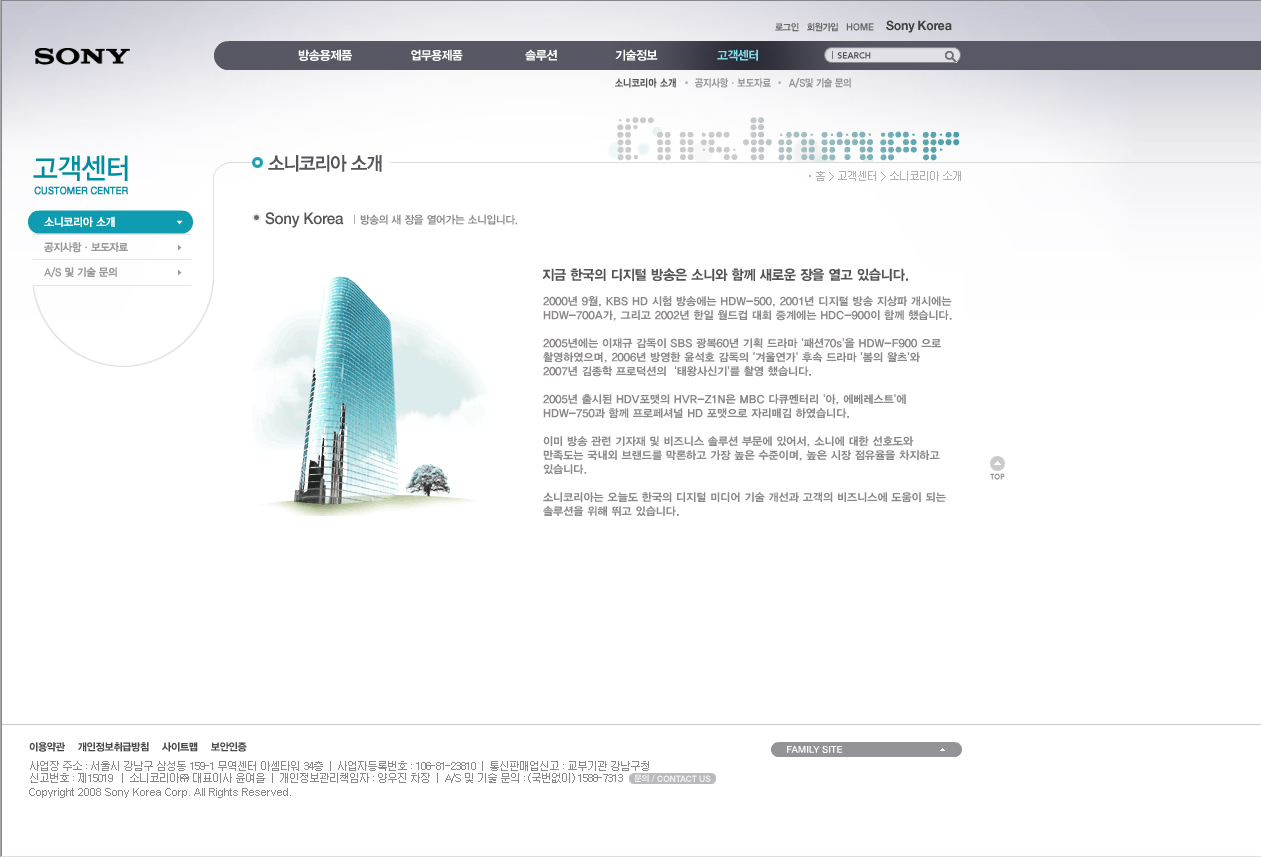 로그인 회원가입 HOME Sony Korea
SONY
방송용제품 업무용제품 솔루션 기술정보 고객센터 SEARCH
소니코리아 소개 · 공지사항 · 보도자료 · A/S및 기술 문의
Customer
고객센터
CUSTOMER CENTER
소니코리아 소개
· 홈 > 고객센터 > 소니코리아 소개
소니코리아 소개
공지사항 · 보도자료
A/S 및 기술 문의
Sony Korea | 방송의 새 장을 열어가는 소니입니다.
지금 한국의 디지털 방송은 소니와 함께 새로운 장을 열고 있습니다.
2000년 9월, KBS HD 시험 방송에는 HDW-500, 2001년 디지털 방송 지상파 개시에는
HDW-700A가, 그리고 2002년 한일 월드컵 대회 중계에는 HDC-900이 함께 했습니다.
2005년에는 이재규 감독이 SBS 광복60년 기획 드라마 '패션70s'을 HDW-F900 으로
촬영하였으며, 2006년 방영한 윤석호 감독의 '겨울연가' 후속 드라마 '봄의 왈츠'와
2007년 김종학 프로덕션의 '태왕사신기'를 촬영 했습니다.
2005년 출시된 HDV포맷의 HVR-Z1N은 MBC 다큐멘터리 '아, 에베레스트'에
HDW-750과 함께 프로페셔널 HD 포맷으로 자리매김 하였습니다.
이미 방송 관련 기자재 및 비즈니스 솔루션 부문에 있어서, 소니에 대한 선호도와
만족도는 국내외 브랜드를 막론하고 가장 높은 수준이며, 높은 시장 점유율을 차지하고
있습니다.
소니코리아는 오늘도 한국의 디지털 미디어 기술 개선과 고객의 비즈니스에 도움이 되는
솔루션을 위해 뛰고 있습니다.
TOP
이용약관 개인정보취급방침 사이트맵 보안인증
FAMILY SITE
사업장 주소 : 서울시 강남구 삼성동 159-1 무역센터 아셈타워 34층 | 사업자등록번호 : 106-81-23810 | 통신판매업신고 : 교부기관 강남구청
신고번호 : 제15019 | 소니코리아㈜ 대표이사 윤여을 | 개인정보관리책임자 : 양우진 차장 | A/S 및 기술 문의 : (국번없이) 1588-7313 문의 / CONTACT US
Copyright 2008 Sony Korea Corp. All Rights Reserved.